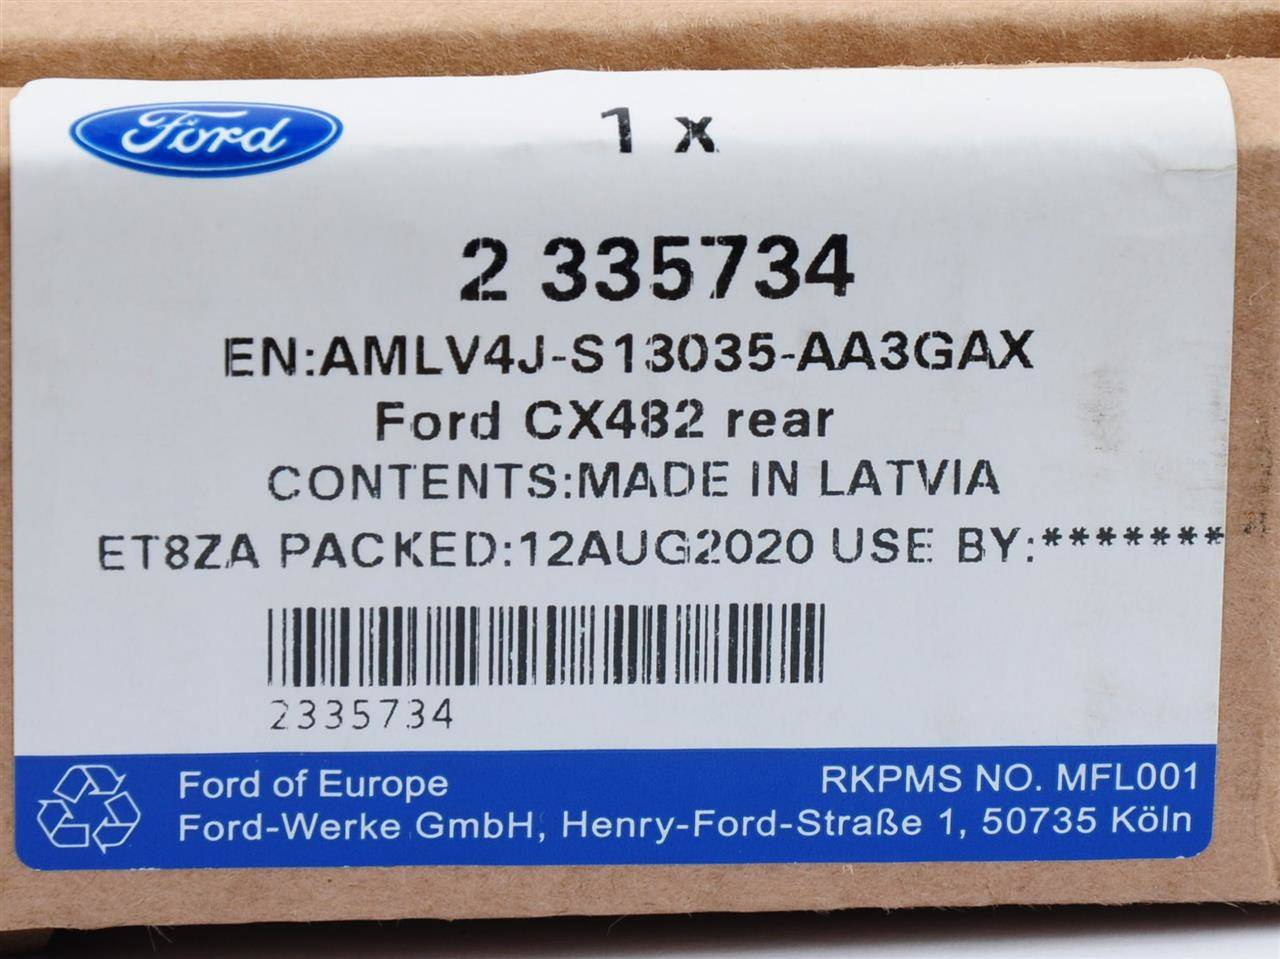 Ford
1 x
2 335734
EN:AMLV4J-S13035-AA3GAX
Ford CX482 rear
CONTENTS:MADE IN LATVIA
ET8ZA PACKED:12AUG2020 USE BY:*******
2335734
Ford of Europe
RKPMS NO. MFL001
Ford-Werke GmbH, Henry-Ford-Straße 1, 50735 Köln